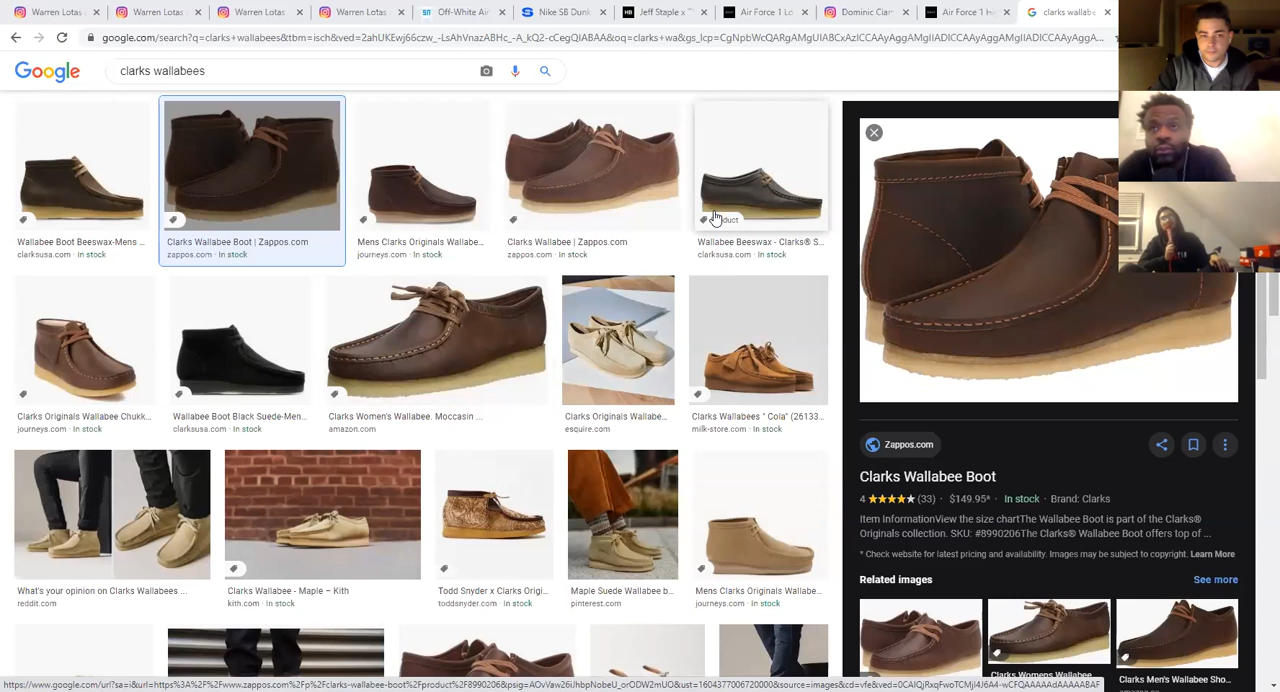 Warren Lotas
Warren Lotas
Warren Lotas
Warren Lotas
Off-White Air
Nike SB Dunk
Jeff Staple x
Air Force 1 Lo
Dominic Ciam
Air Force 1 H
clarks wallabe
Google
clarks wallabees
Wallabee Boot Beeswax-Mens ...
clarksusa.com · In stock
Clarks Wallabee Boot | Zappos.com
zappos.com · In stock
Mens Clarks Originals Wallabe...
journeys.com · In stock
Clarks Wallabee | Zappos.com
zappos.com · In stock
Wallabee Beeswax - Clarks® S...
clarksusa.com · In stock
Clarks Originals Wallabee Chukk...
journeys.com · In stock
Wallabee Boot Black Suede-Men...
clarksusa.com · In stock
Clarks Women's Wallabee. Moccasin ...
amazon.com
Clarks Originals Wallabe...
esquire.com
Clarks Wallabees " Cola" (26133...
milk-store.com · In stock
What's your opinion on Clarks Wallabees ...
reddit.com
Clarks Wallabee - Maple – Kith
kith.com · In stock
Todd Snyder x Clarks Origi...
toddsnyder.com · In stock
Maple Suede Wallabee b...
pinterest.com
Mens Clarks Originals Wallabe...
journeys.com · In stock
Zappos.com
Clarks Wallabee Boot
4 ★★★★★ (33) · $149.95* · In stock · Brand: Clarks
Item InformationView the size chartThe Wallabee Boot is part of the Clarks®
Originals collection. SKU: #8990206The Clarks® Wallabee Boot offers top of ...
* Check website for latest pricing and availability. Images may be subject to copyright. Learn More
Related images
See more